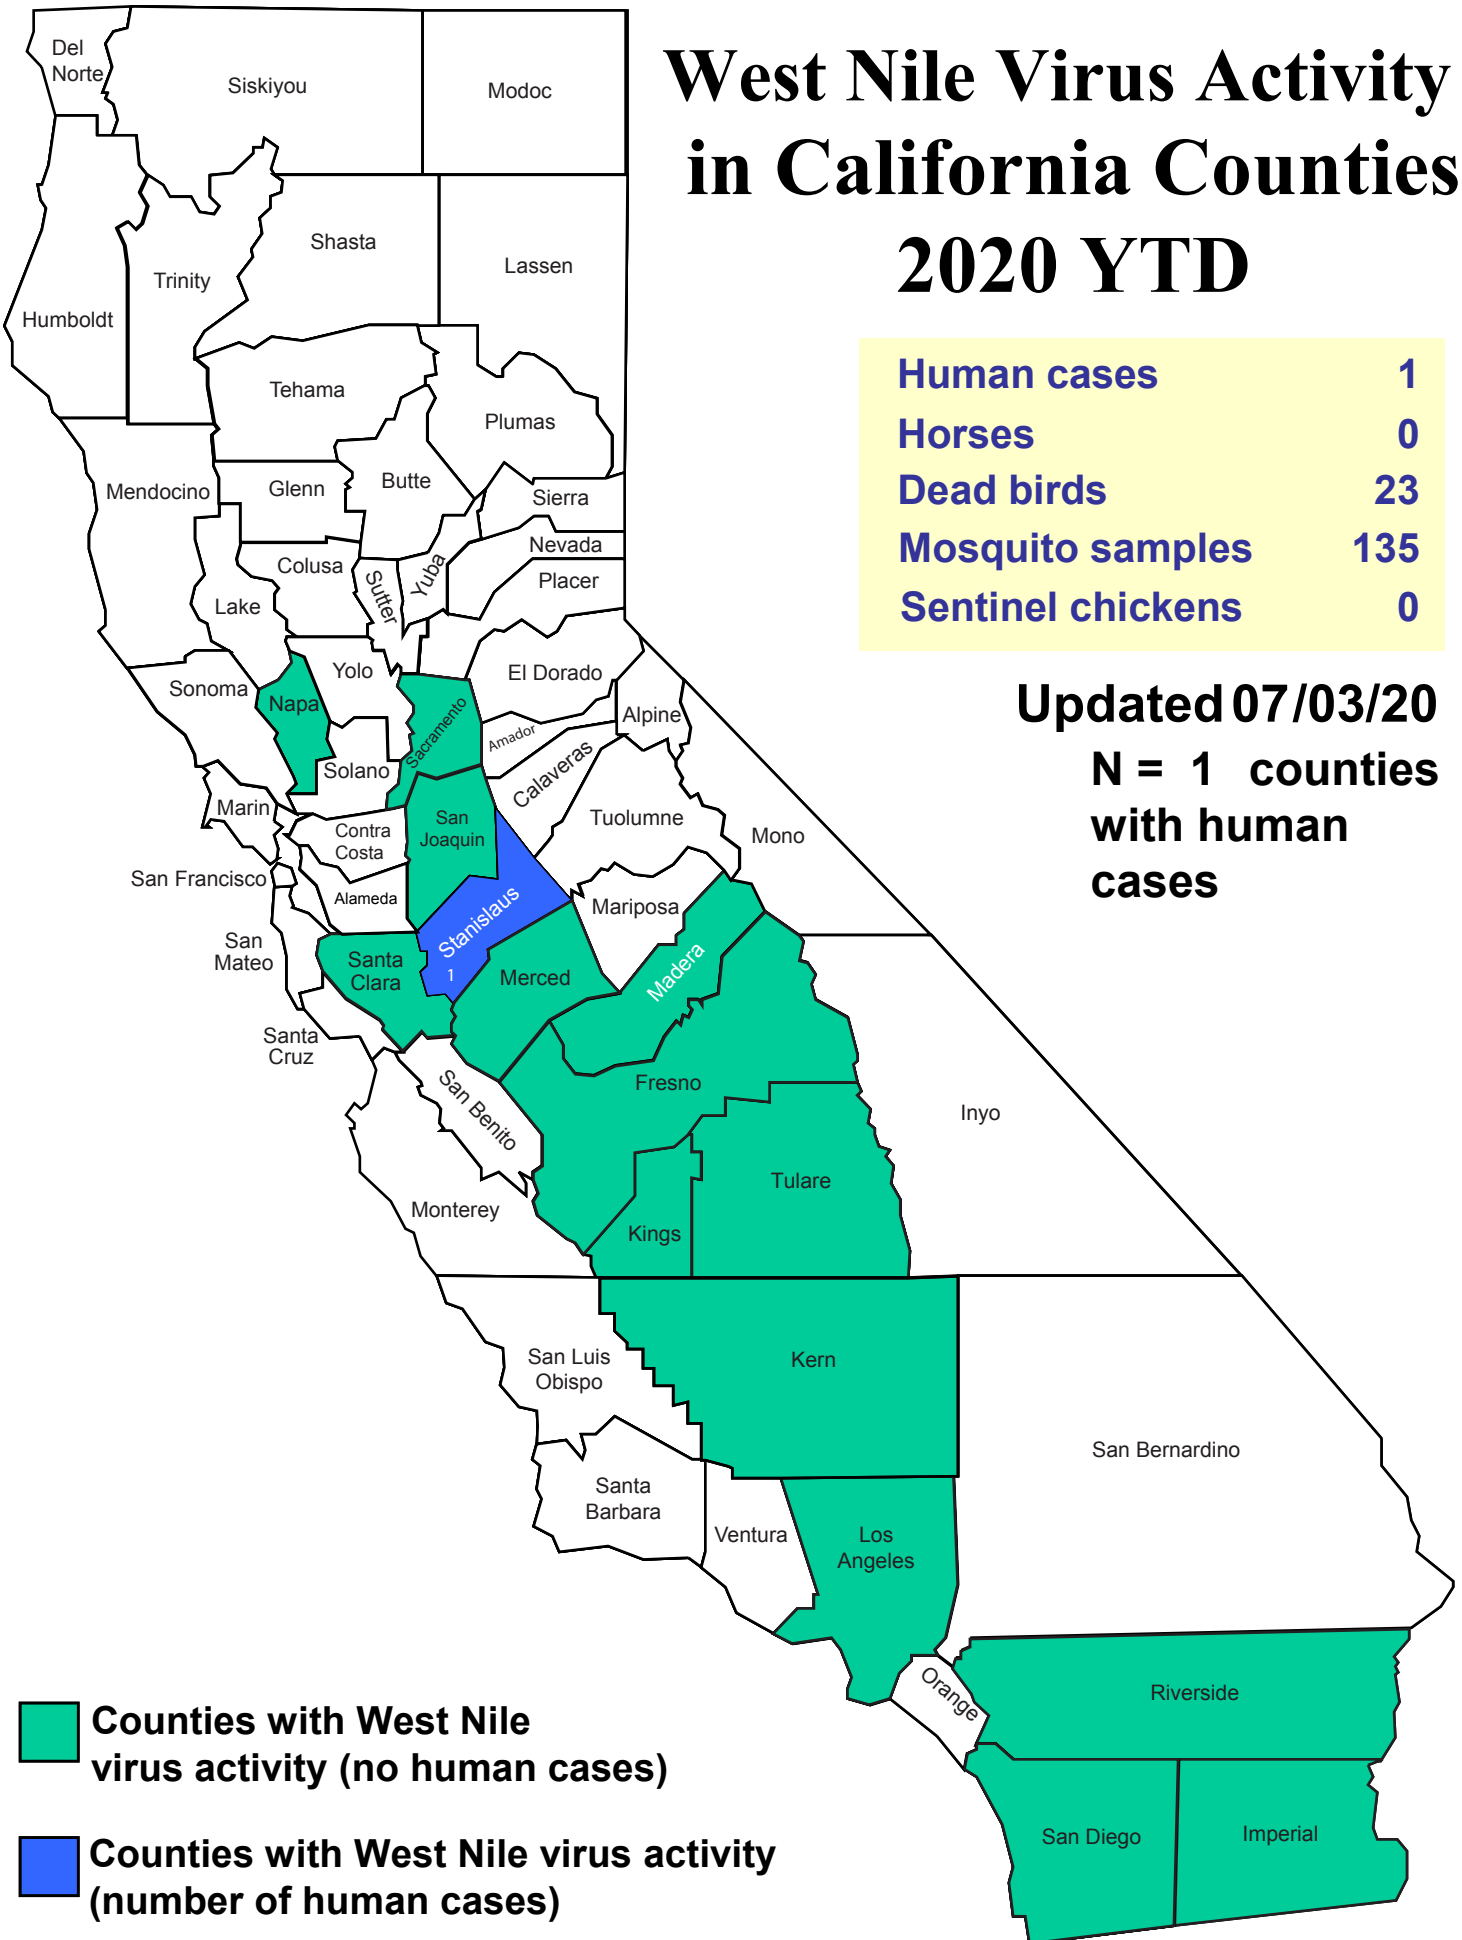 West Nile Virus Activity
in California Counties
2020 YTD
Human cases 1
Horses 0
Dead birds 23
Mosquito samples 135
Sentinel chickens 0
Updated 07/03/20
N = 1 counties
with human
cases
Del
Norte
Siskiyou
Modoc
Humboldt
Trinity
Shasta
Lassen
Tehama
Plumas
Mendocino
Glenn
Butte
Sierra
Nevada
Placer
Colusa
Sutter
Yuba
Lake
Sonoma
Napa
Yolo
Sacramento
El Dorado
Alpine
Amador
Calaveras
Solano
Marin
Contra
Costa
San
Joaquin
Tuolumne
Mono
San Francisco
Alameda
Stanislaus
1
Mariposa
San
Mateo
Santa
Clara
Merced
Madera
Santa
Cruz
San Benito
Fresno
Inyo
Monterey
Kings
Tulare
San Luis
Obispo
Kern
San Bernardino
Santa
Barbara
Ventura
Los
Angeles
Orange
Riverside
San Diego
Imperial
Counties with West Nile
virus activity (no human cases)
Counties with West Nile virus activity
(number of human cases)